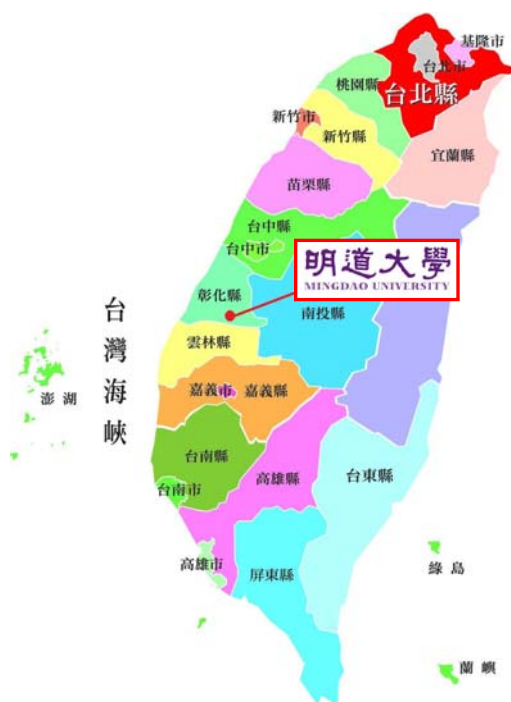 基隆市
台北市
桃園縣
台北縣
新竹市
新竹縣
宜蘭縣
苗栗縣
台中縣
台中市
明道大學
MINGDAO UNIVERSITY
彰化縣
南投縣
台灣海峽
雲林縣
澎湖
嘉義市
嘉義縣
台南縣
高雄縣
台東縣
台南市
高雄市
屏東縣
綠島
蘭嶼